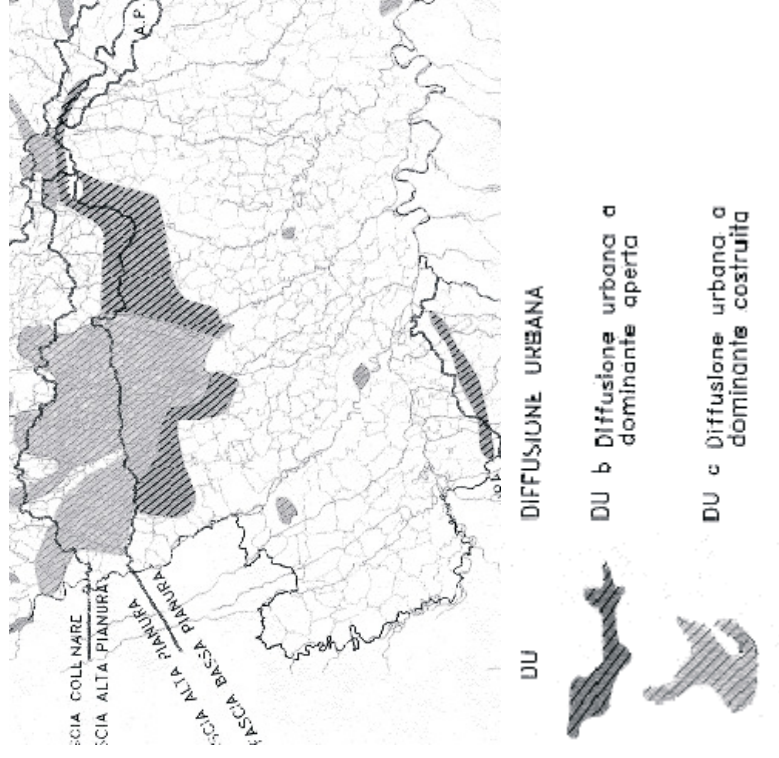 A.P.
SCIA COLLINARE
SCIA ALTA PIANURA
SCIA ALTA PIANURA
FASCIA BASSA PIANURA
DU DIFFUSIONE URBANA
DU b Diffusione urbana a
dominante aperta
DU c Diffusione urbana a
dominante costruita